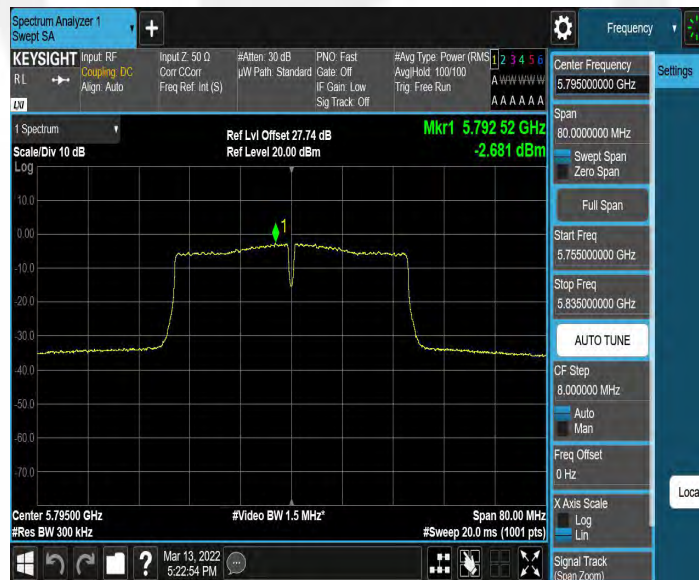 Spectrum Analyzer 1
Swept SA
Frequency
KEYSIGHT
Input: RF
Input Z: 50 Ω
#Atten: 30 dB
PNO: Fast
#Avg Type: Power (RMS
1 2 3 4 5 6
RL
Coupling: DC
Corr CCorr
µW Path: Standard
Gate: Off
Avg|Hold: 100/100
A W W W W W
Align: Auto
Freq Ref: Int (S)
IF Gain: Low
Trig: Free Run
Sig Track: Off
A A A A A A
LXI
Center Frequency
5.795000000 GHz
Settings
1 Spectrum
Ref Lvl Offset 27.74 dB
Mkr1 5.792 52 GHz
Scale/Div 10 dB
Ref Level 20.00 dBm
-2.681 dBm
Log
10.0
0.00
-10.0
-20.0
-30.0
-40.0
-50.0
-60.0
-70.0
1
Span
80.0000000 MHz
Swept Span
Zero Span
Full Span
Start Freq
5.755000000 GHz
Stop Freq
5.835000000 GHz
AUTO TUNE
CF Step
8.000000 MHz
Auto
Man
Freq Offset
0 Hz
X Axis Scale
Log
Lin
Loca
Signal Track
(Span Zoom)
Center 5.79500 GHz
#Video BW 1.5 MHz*
Span 80.00 MHz
#Res BW 300 kHz
#Sweep 20.0 ms (1001 pts)
?
Mar 13, 2022
5:22:54 PM